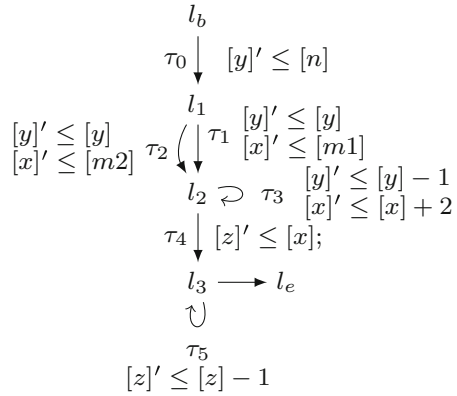 l_b
τ_0 [y]′ ≤ [n]
l_1
[y]′ ≤ [y]
[x]′ ≤ [m2]
τ_2
τ_1
[y]′ ≤ [y]
[x]′ ≤ [m1]
l_2
τ_3
[y]′ ≤ [y] − 1
[x]′ ≤ [x] + 2
τ_4 [z]′ ≤ [x];
l_3 l_e
τ_5
[z]′ ≤ [z] − 1